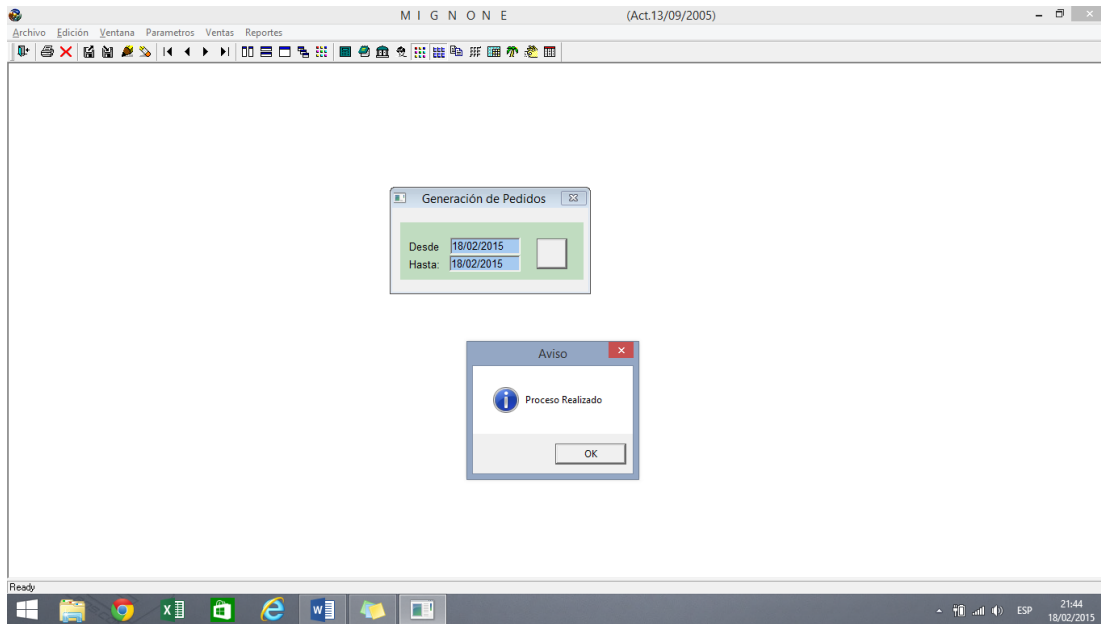 M I G N O N E (Act.13/09/2005)
Archivo Edición Ventana Parametros Ventas Reportes
Generación de Pedidos
Desde 18/02/2015
Hasta: 18/02/2015
Aviso
Proceso Realizado
OK
Ready
ESP 21:44
18/02/2015